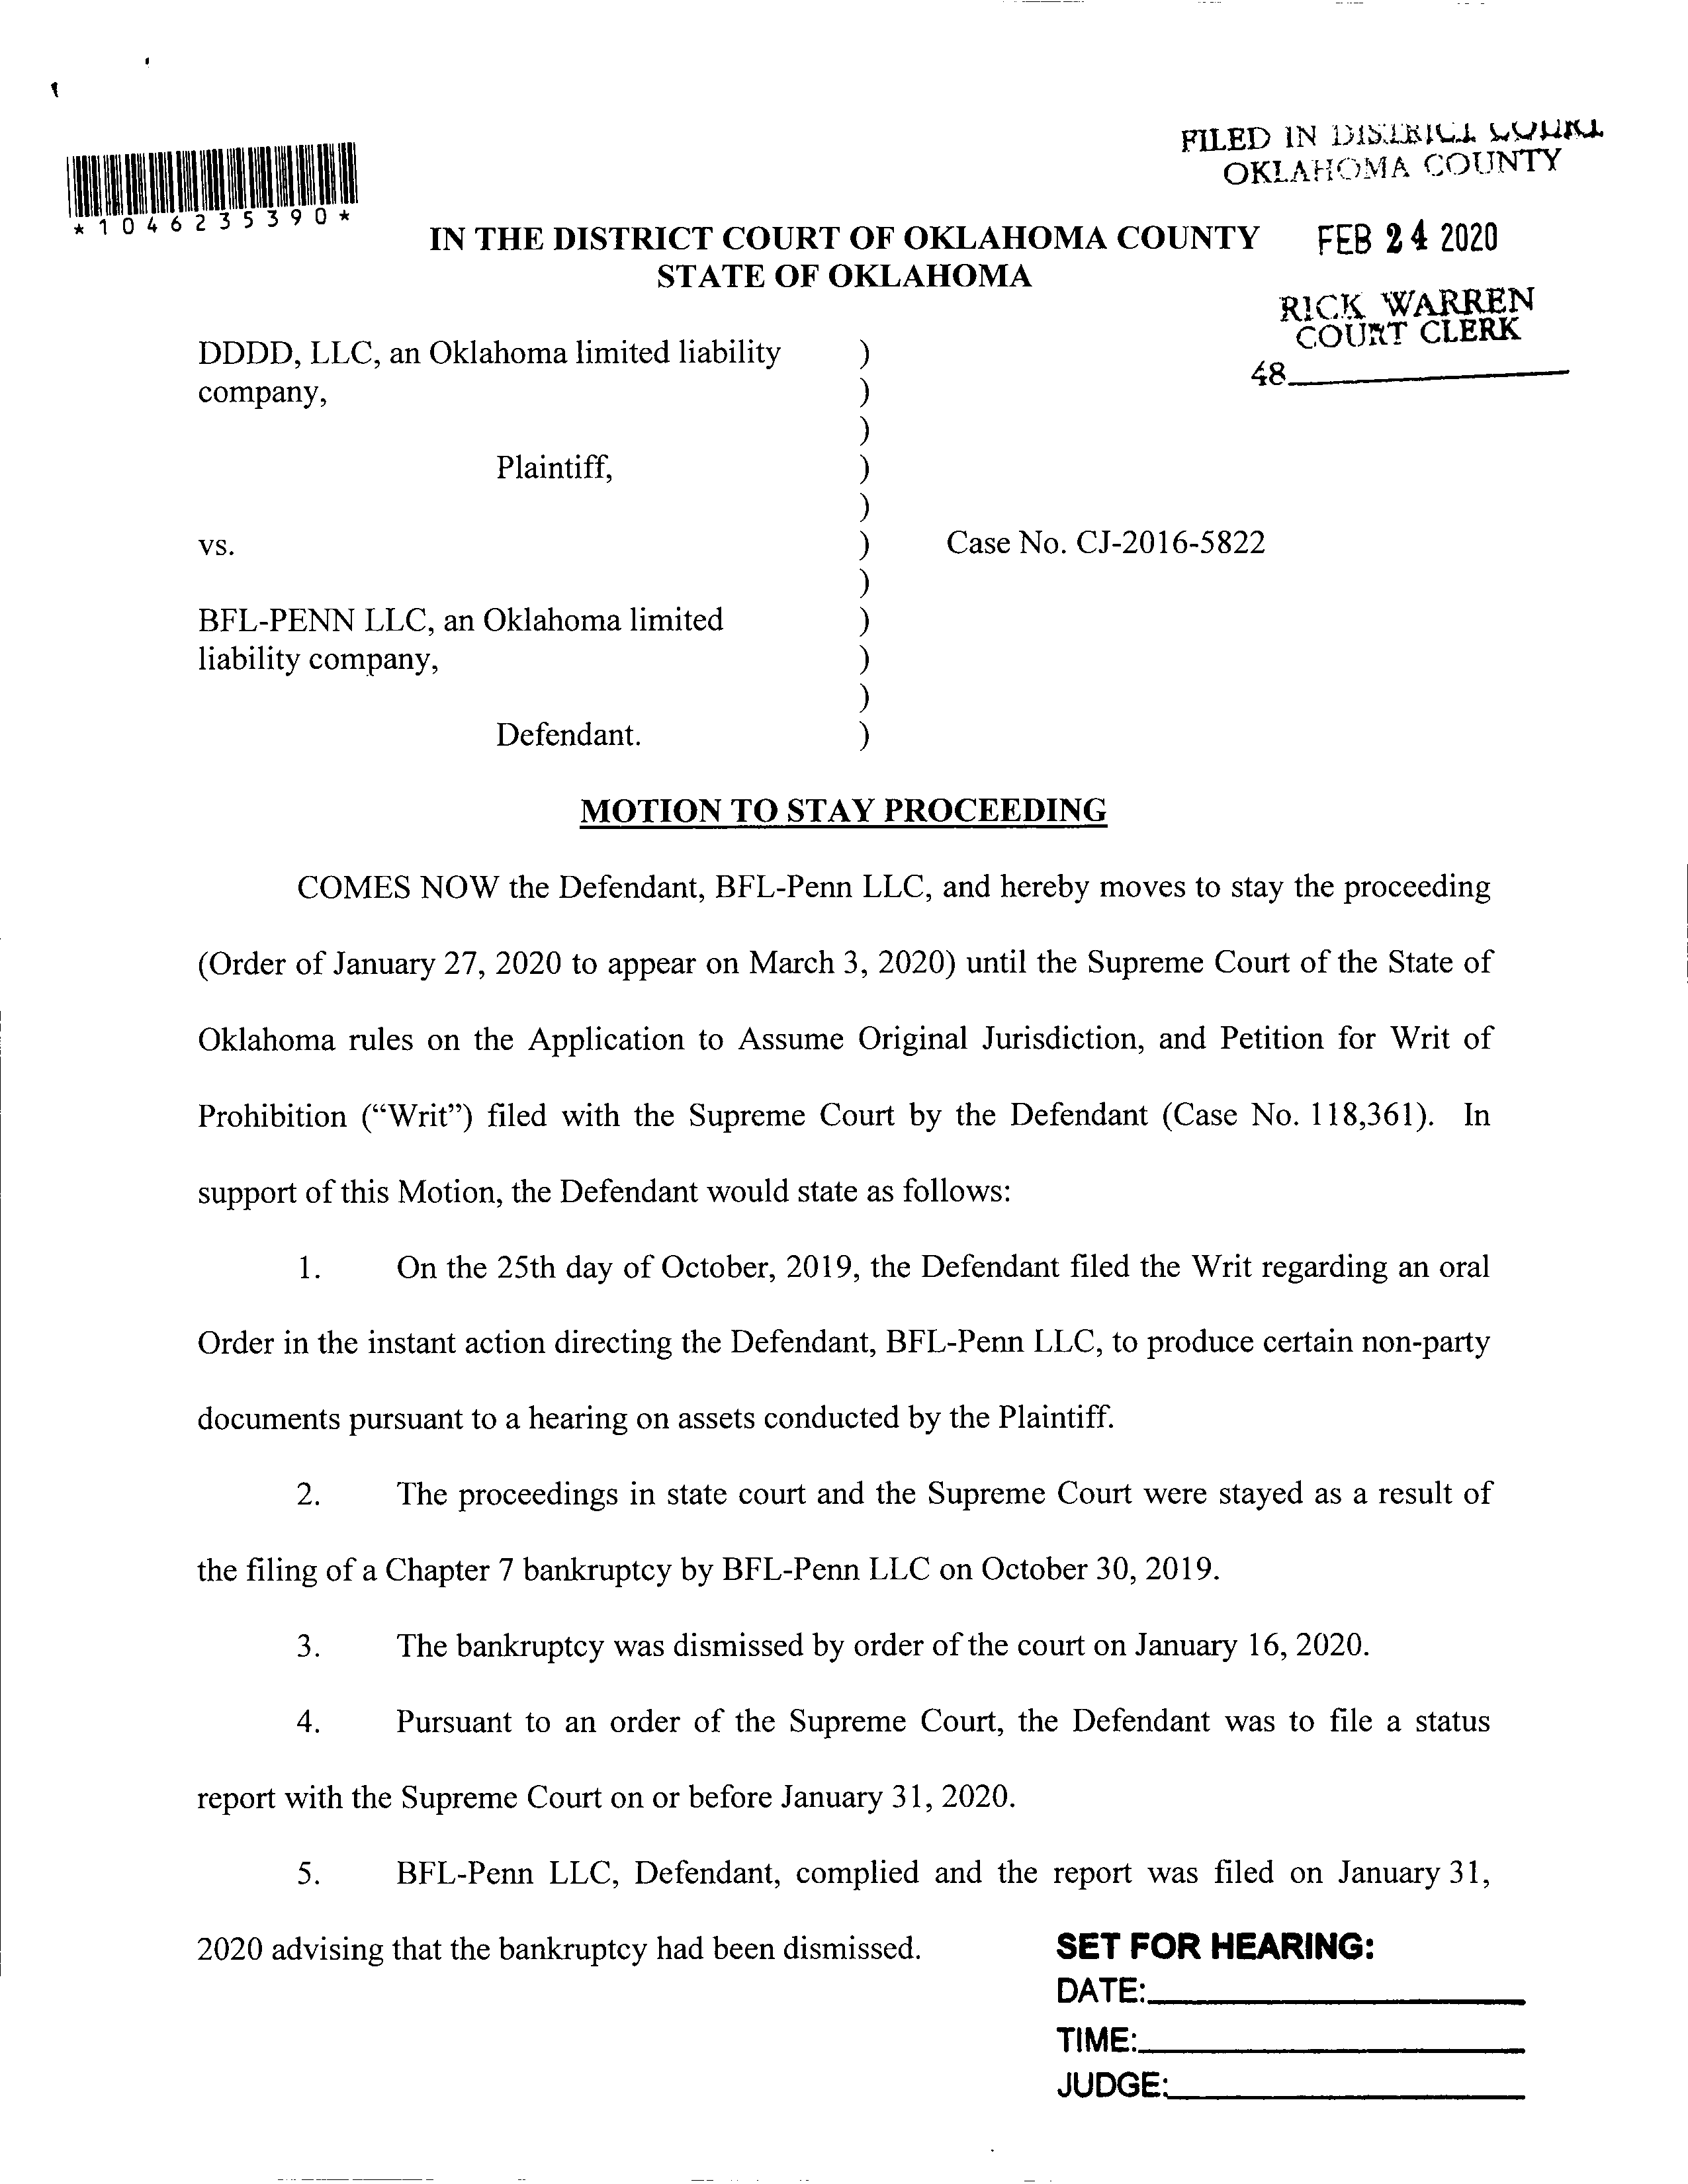 FILED IN DISTRICT COURT
OKLAHOMA COUNTY
*1046235390*
IN THE DISTRICT COURT OF OKLAHOMA COUNTY
STATE OF OKLAHOMA
FEB 24 2020
RICK WARREN
COURT CLERK
48
DDDD, LLC, an Oklahoma limited liability )
company, )
)
Plaintiff, )
)
vs. ) Case No. CJ-2016-5822
)
BFL-PENN LLC, an Oklahoma limited )
liability company, )
)
Defendant. )
MOTION TO STAY PROCEEDING
COMES NOW the Defendant, BFL-Penn LLC, and hereby moves to stay the proceeding
(Order of January 27, 2020 to appear on March 3, 2020) until the Supreme Court of the State of
Oklahoma rules on the Application to Assume Original Jurisdiction, and Petition for Writ of
Prohibition (“Writ”) filed with the Supreme Court by the Defendant (Case No. 118,361). In
support of this Motion, the Defendant would state as follows:
1. On the 25th day of October, 2019, the Defendant filed the Writ regarding an oral
Order in the instant action directing the Defendant, BFL-Penn LLC, to produce certain non-party
documents pursuant to a hearing on assets conducted by the Plaintiff.
2. The proceedings in state court and the Supreme Court were stayed as a result of
the filing of a Chapter 7 bankruptcy by BFL-Penn LLC on October 30, 2019.
3. The bankruptcy was dismissed by order of the court on January 16, 2020.
4. Pursuant to an order of the Supreme Court, the Defendant was to file a status
report with the Supreme Court on or before January 31, 2020.
5. BFL-Penn LLC, Defendant, complied and the report was filed on January 31,
2020 advising that the bankruptcy had been dismissed.
SET FOR HEARING:
DATE:
TIME:
JUDGE: